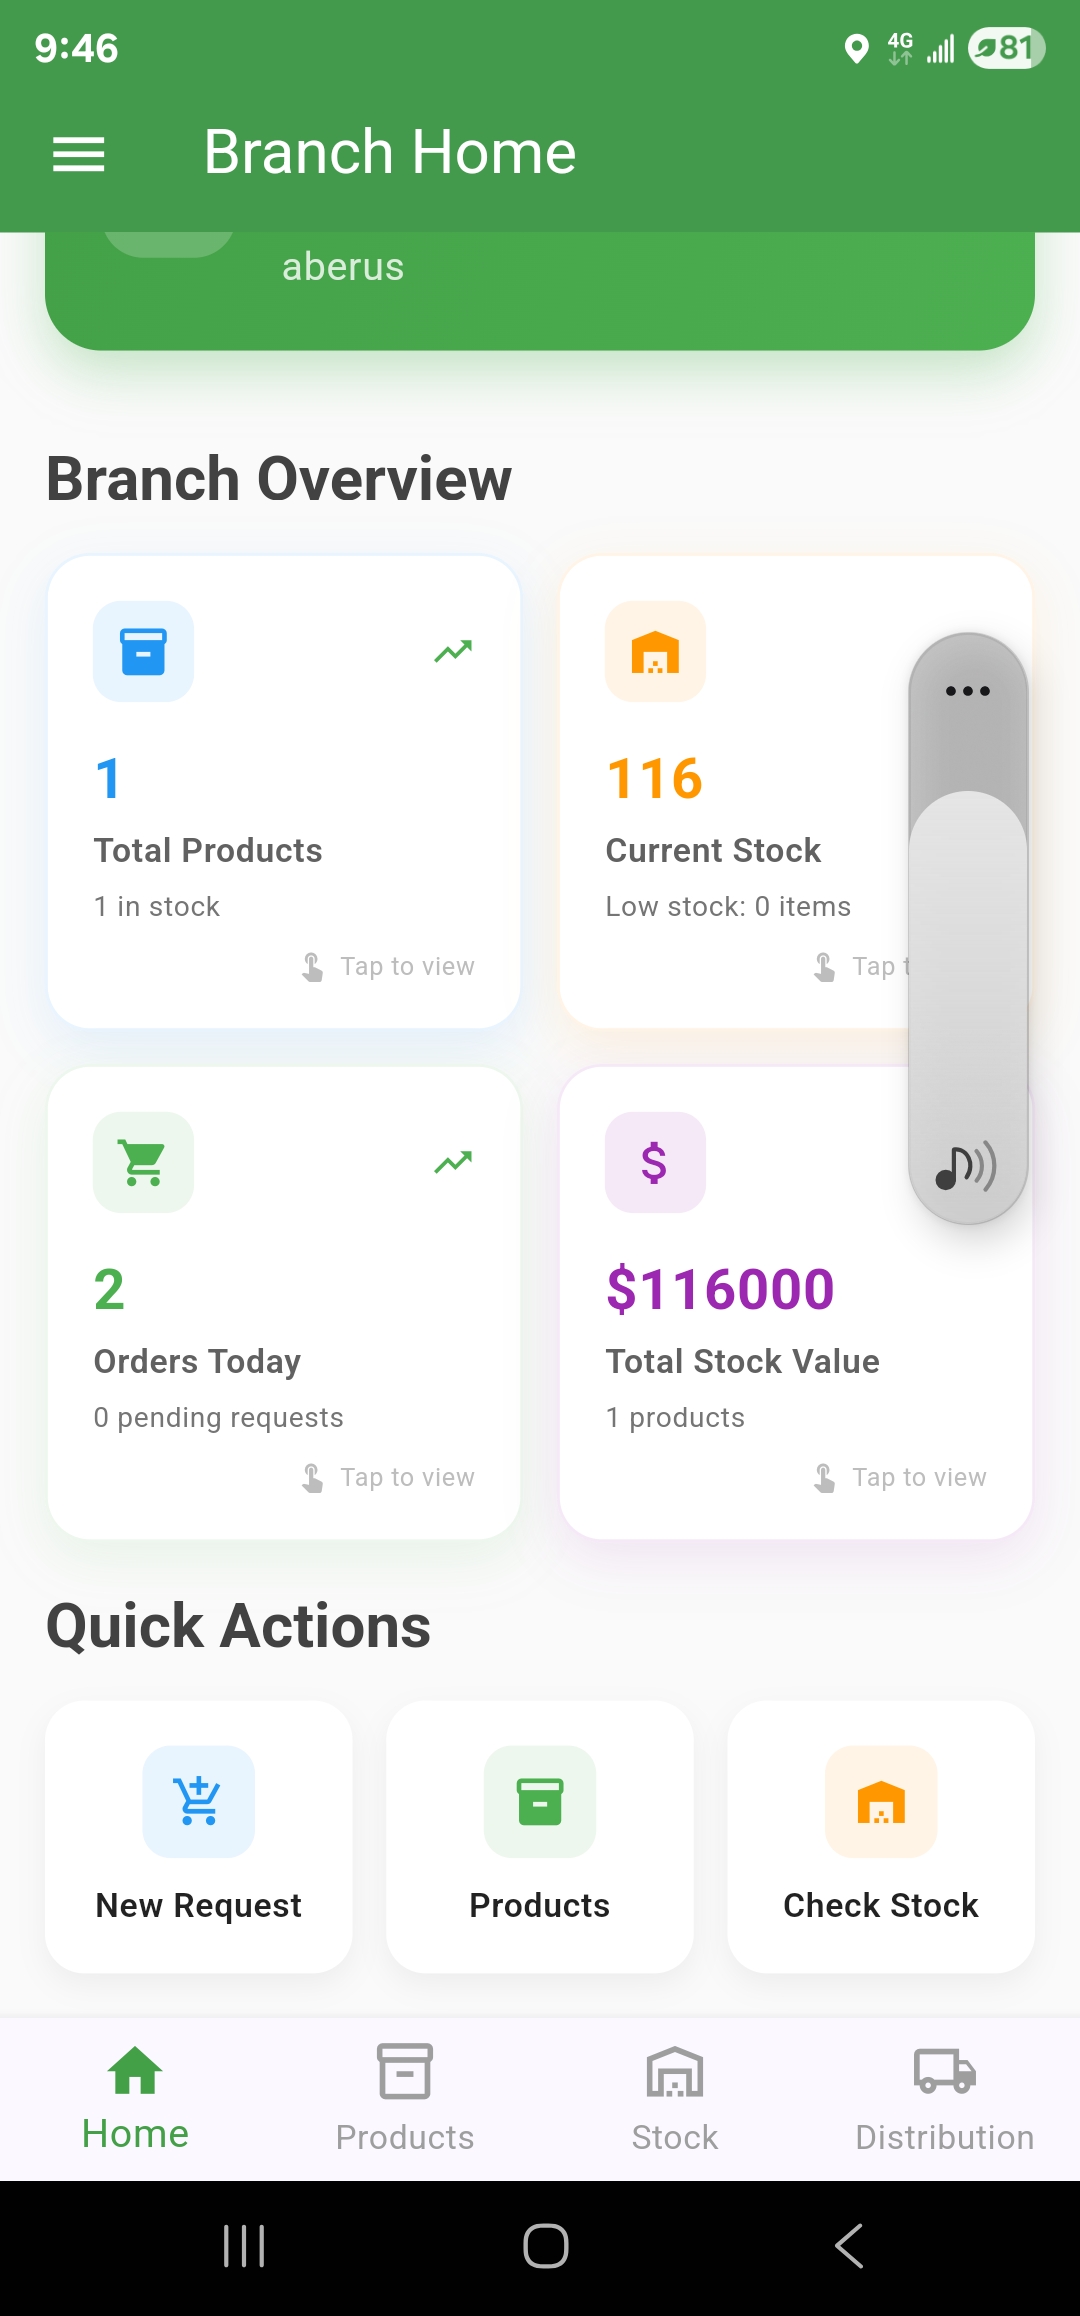 9:46
4G
81
Branch Home
aberus
Branch Overview
1
Total Products
1 in stock
Tap to view
116
Current Stock
Low stock: 0 items
Tap
2
Orders Today
0 pending requests
Tap to view
$
$116000
Total Stock Value
1 products
Tap to view
Quick Actions
New Request
Products
Check Stock
Home
Products
Stock
Distribution